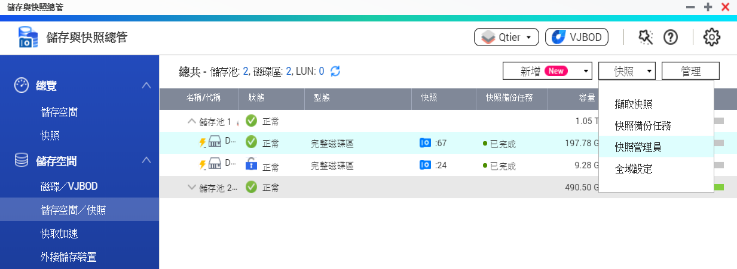 儲存與快照總管
儲存與快照總管
Qtier
VJBOD
總覽
儲存空間
快照
儲存空間
磁碟／VJBOD
儲存空間／快照
快取加速
外接儲存裝置
總共 - 儲存池: 2, 磁碟區: 2, LUN: 0
新增 New
快照
管理
名稱/代稱 狀態 型態 快照 快照備份任務 容量
儲存池 1 正常 1.05 T
D... 正常 完整磁碟區 :67 已完成 197.78 G
D... 正常 完整磁碟區 :24 已完成 9.28 G
儲存池 2... 正常 490.50 G
擷取快照
快照備份任務
快照管理員
全域設定